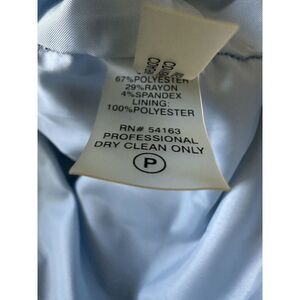 67%POLYESTER
29%RAYON
4%SPANDEX
LINING:
100%POLYESTER
RN# 54163
PROFESSIONAL
DRY CLEAN ONLY
P